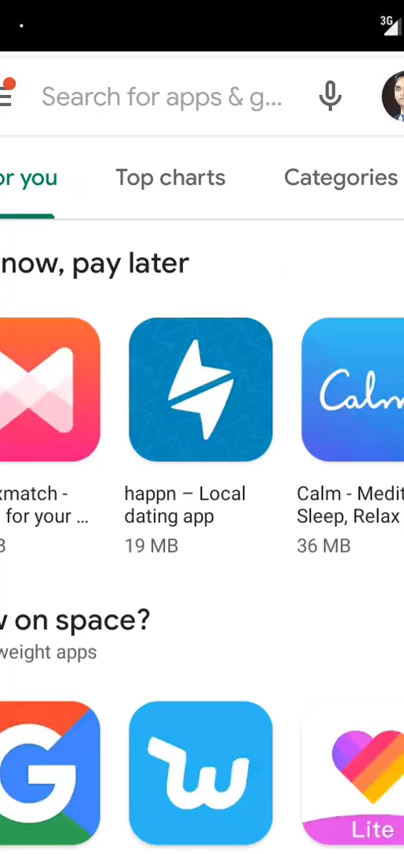 3G
Search for apps & g...
or you
Top charts
Categories
now, pay later
Calm
match -
for your ...
happn – Local
dating app
19 MB
Calm - Medit
Sleep, Relax
36 MB
on space?
weight apps
G
w
Lite